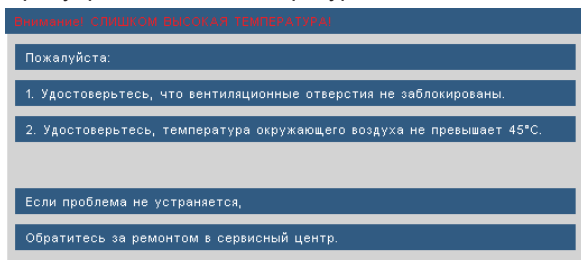 Внимание! СЛИШКОМ ВЫСОКАЯ ТЕМПЕРАТУРА!
Пожалуйста:
1. Удостоверьтесь, что вентиляционные отверстия не заблокированы.
2. Удостоверьтесь, температура окружающего воздуха не превышает 45°C.
Если проблема не устраняется,
Обратитесь за ремонтом в сервисный центр.